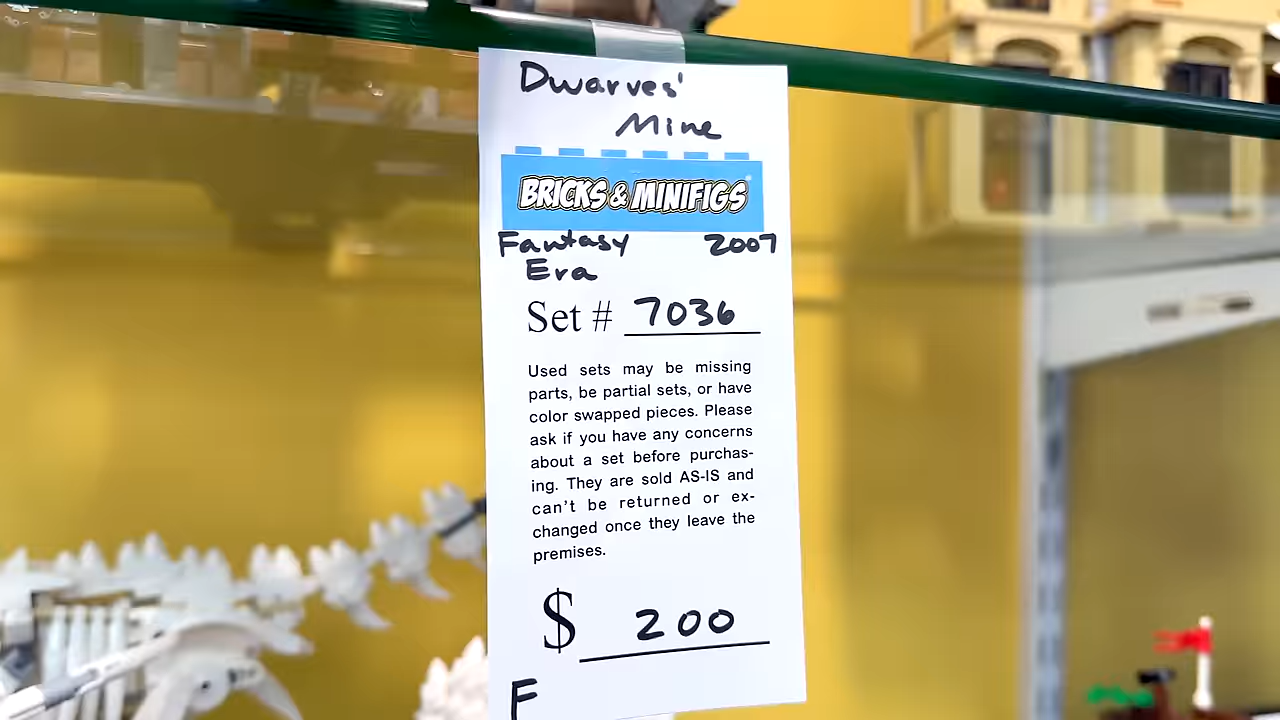 Dwarves'
Mine
BRICKS & MINIFIGS
Fantasy 2007
Era
Set # 7036
Used sets may be missing
parts, be partial sets, or have
color swapped pieces. Please
ask if you have any concerns
about a set before purchas-
ing. They are sold AS-IS and
can't be returned or ex-
changed once they leave the
premises.
$ 200
F